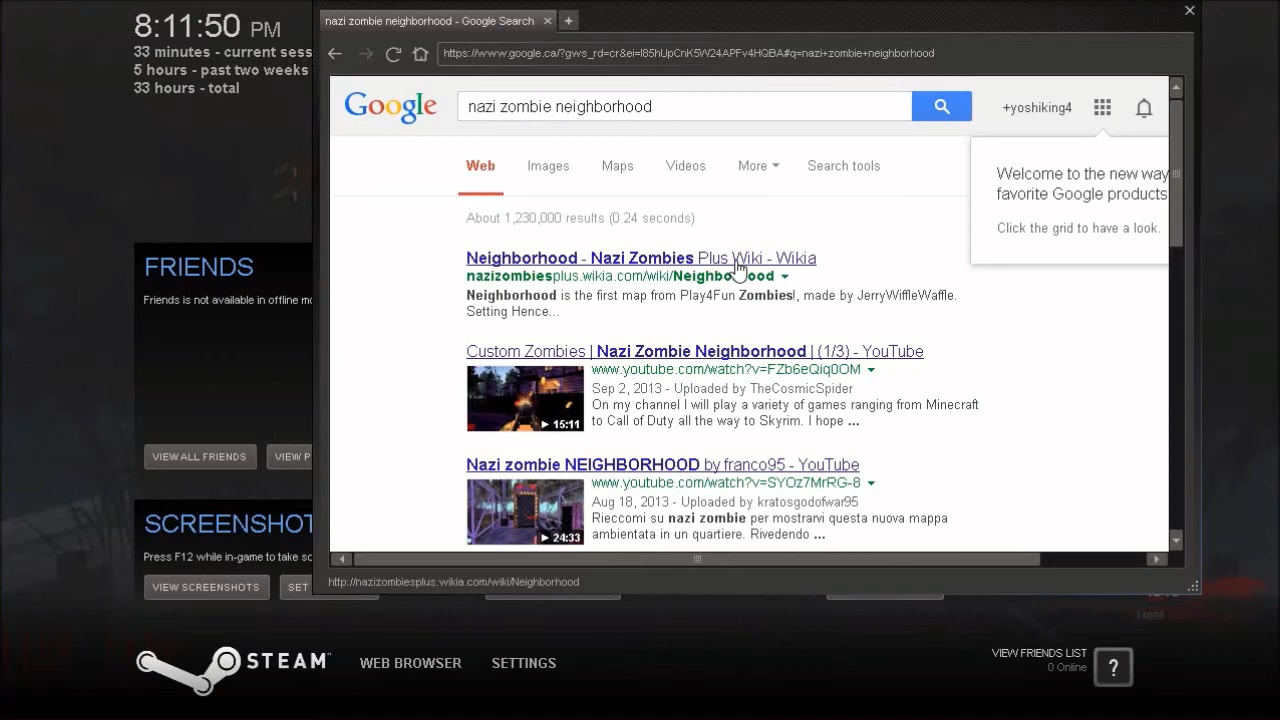 8:11:50 PM
33 minutes - current sess
5 hours - past two weeks
33 hours - total
nazi zombie neighborhood - Google Search
https://www.google.ca/?gws_rd=cr&ei=I85hUpCnK5W24APFv4HQBA#q=nazi+zombie+neighborhood
Google
nazi zombie neighborhood
+yoshiking4
Web Images Maps Videos More Search tools
Welcome to the new way
favorite Google products
Click the grid to have a look.
About 1,230,000 results (0.24 seconds)
Neighborhood - Nazi Zombies Plus Wiki - Wikia
nazizombiesplus.wikia.com/wiki/Neighborhood
Neighborhood is the first map from Play4Fun Zombies!, made by JerryWiffleWaffle.
Setting Hence...
Custom Zombies | Nazi Zombie Neighborhood | (1/3) - YouTube
www.youtube.com/watch?v=FZb6eQiq0OM
Sep 2, 2013 - Uploaded by TheCosmicSpider
On my channel I will play a variety of games ranging from Minecraft
to Call of Duty all the way to Skyrim. I hope ...
15:11
Nazi zombie NEIGHBORHOOD by franco95 - YouTube
www.youtube.com/watch?v=SYOz7MrRG-8
Aug 18, 2013 - Uploaded by kratosgodofwar95
Rieccomi su nazi zombie per mostrarvi questa nuova mappa
ambientata in un quartiere. Rivedendo ...
24:33
http://nazizombiesplus.wikia.com/wiki/Neighborhood
FRIENDS
Friends is not available in offline mo
VIEW ALL FRIENDS
VIEW P
SCREENSHOT
Press F12 while in-game to take sc
VIEW SCREENSHOTS
SET
14098
STEAM
WEB BROWSER
SETTINGS
VIEW FRIENDS LIST
0 Online
?